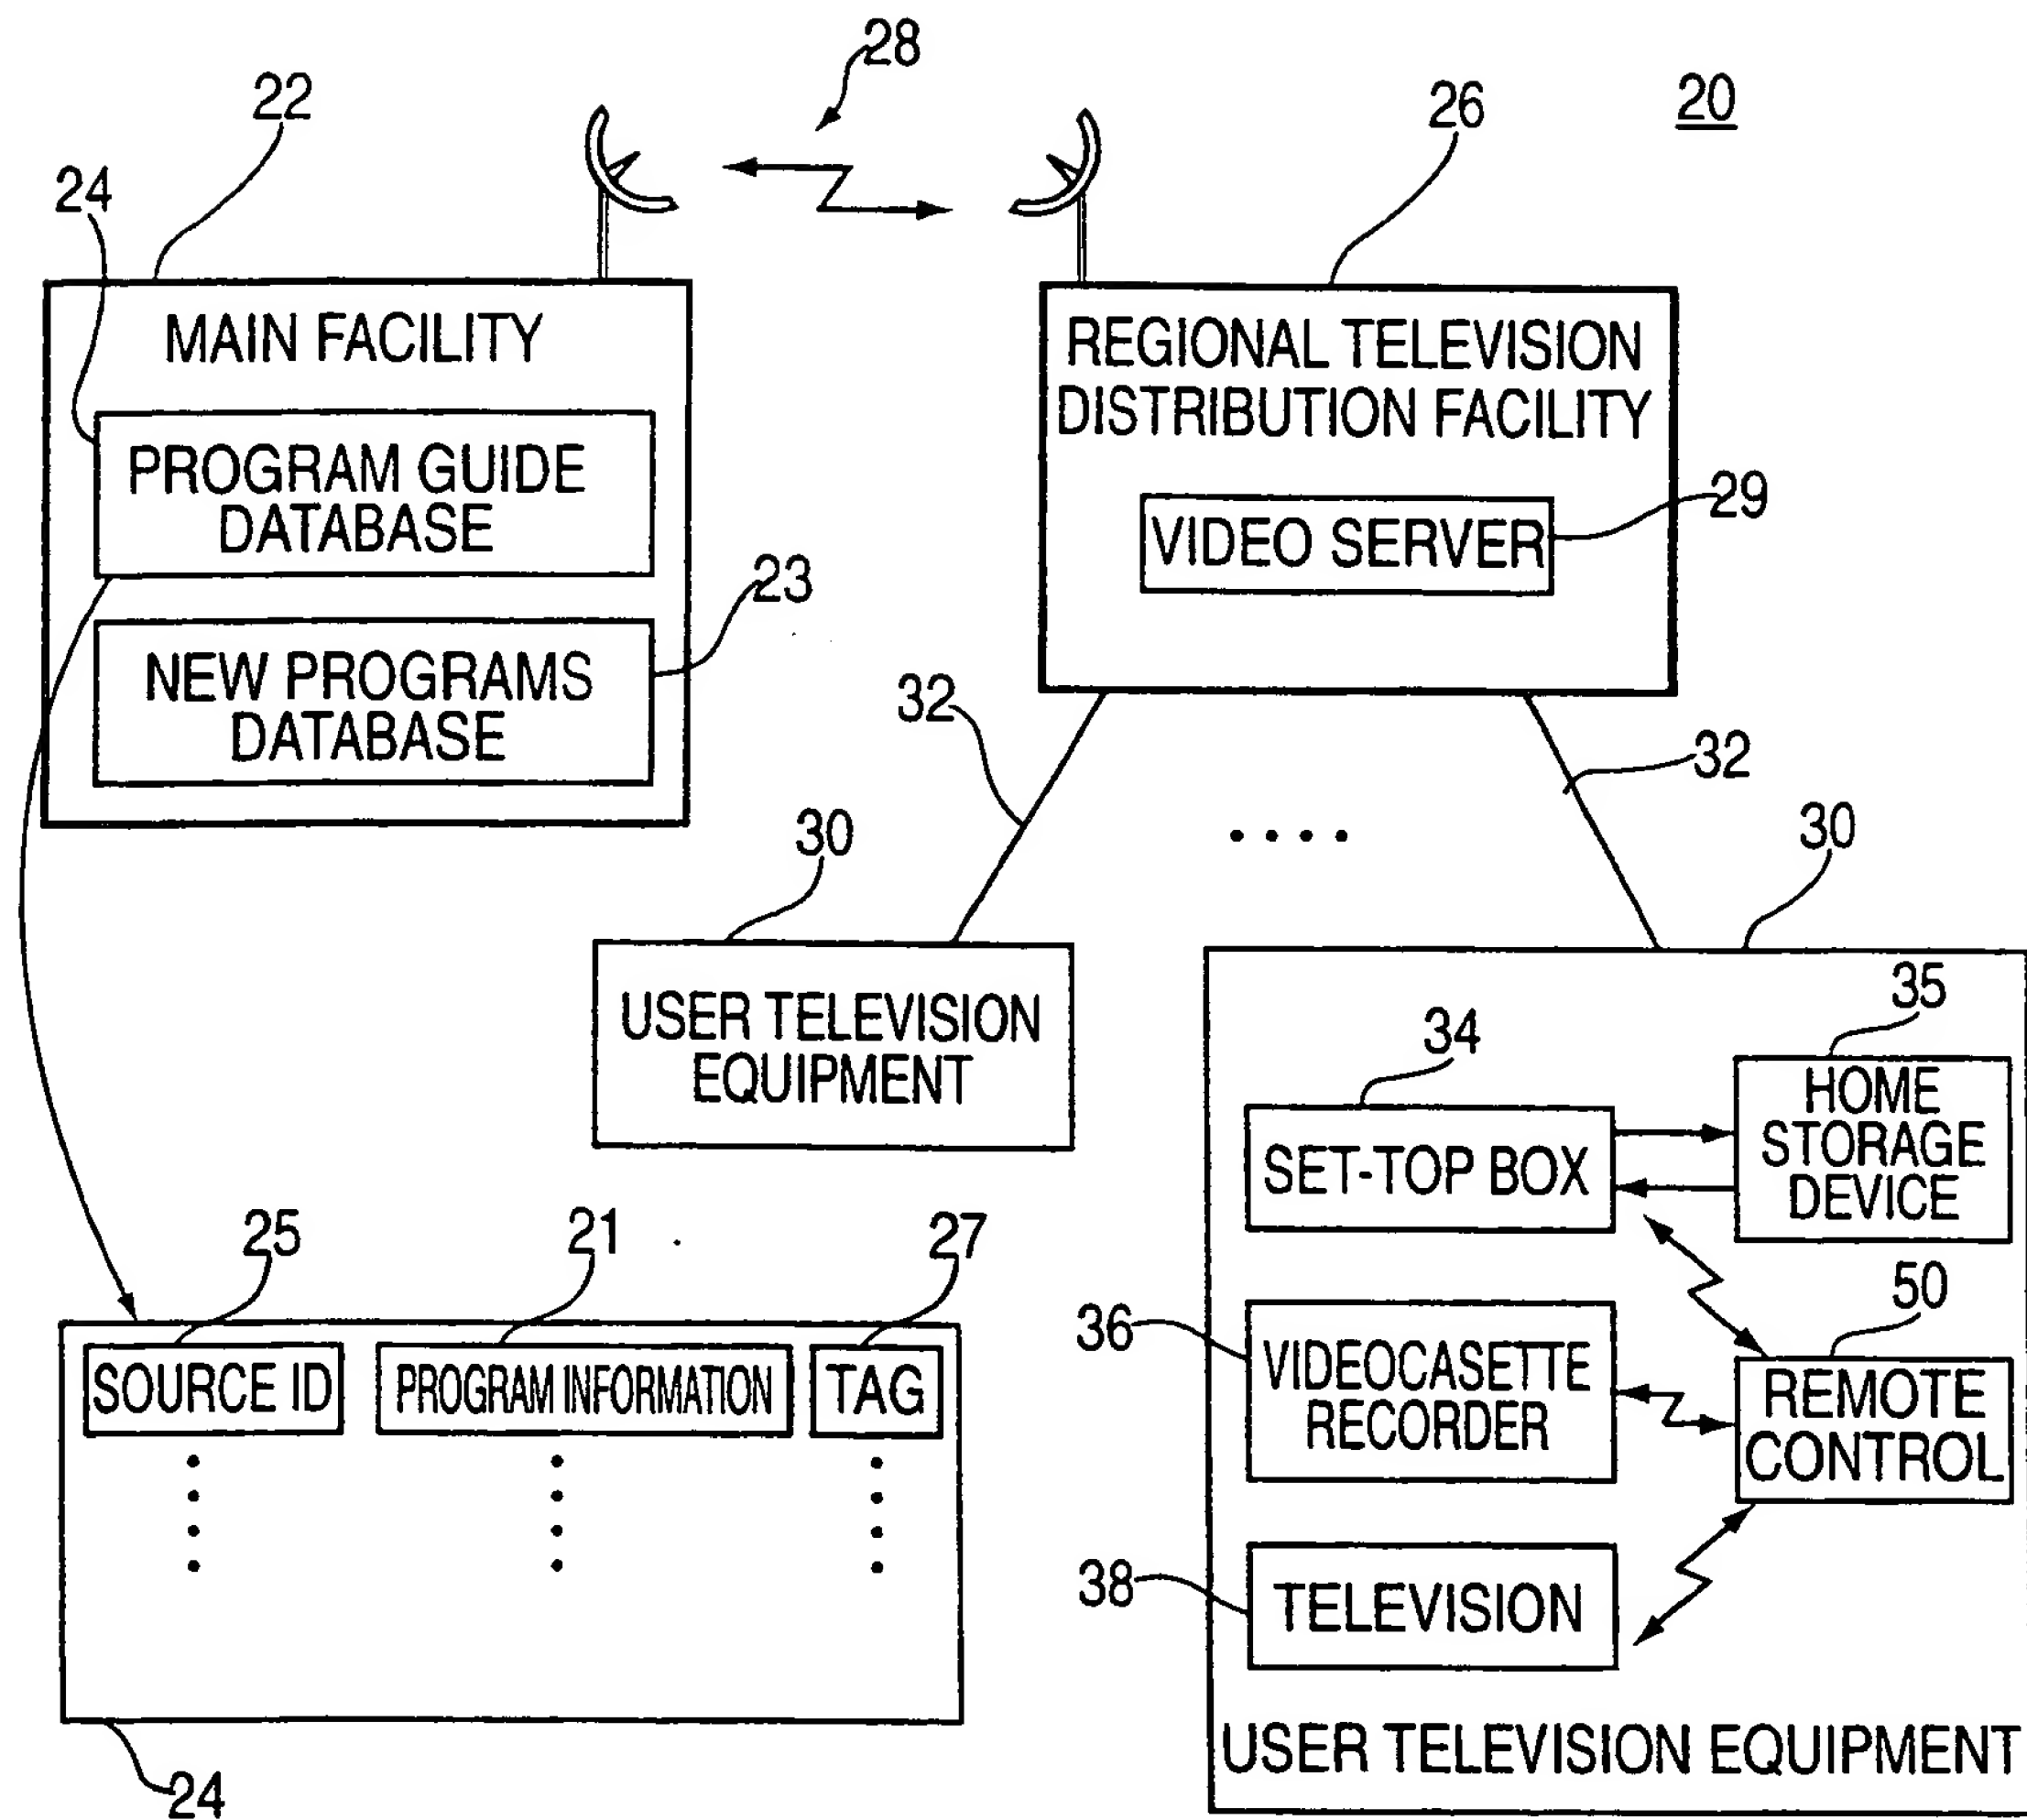 28
20
22
26
24
MAIN FACILITY
PROGRAM GUIDE
DATABASE
23
NEW PROGRAMS
DATABASE
REGIONAL TELEVISION
DISTRIBUTION FACILITY
VIDEO SERVER
29
32
32
30
USER TELEVISION
EQUIPMENT
30
34
35
SET-TOP BOX
HOME
STORAGE
DEVICE
36
VIDEOCASETTE
RECORDER
50
REMOTE
CONTROL
38
TELEVISION
USER TELEVISION EQUIPMENT
25
21
27
SOURCE ID
PROGRAM INFORMATION
TAG
24